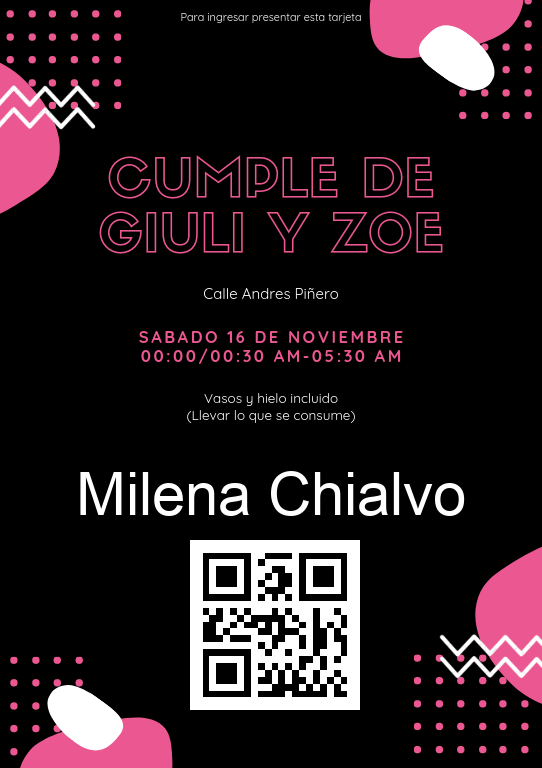 Para ingresar presentar esta tarjeta
CUMPLE DE
GIULI Y ZOE
Calle Andres Piñero
SABADO 16 DE NOVIEMBRE
00:00/00:30 AM-05:30 AM
Vasos y hielo incluido
(Llevar lo que se consume)
Milena Chialvo